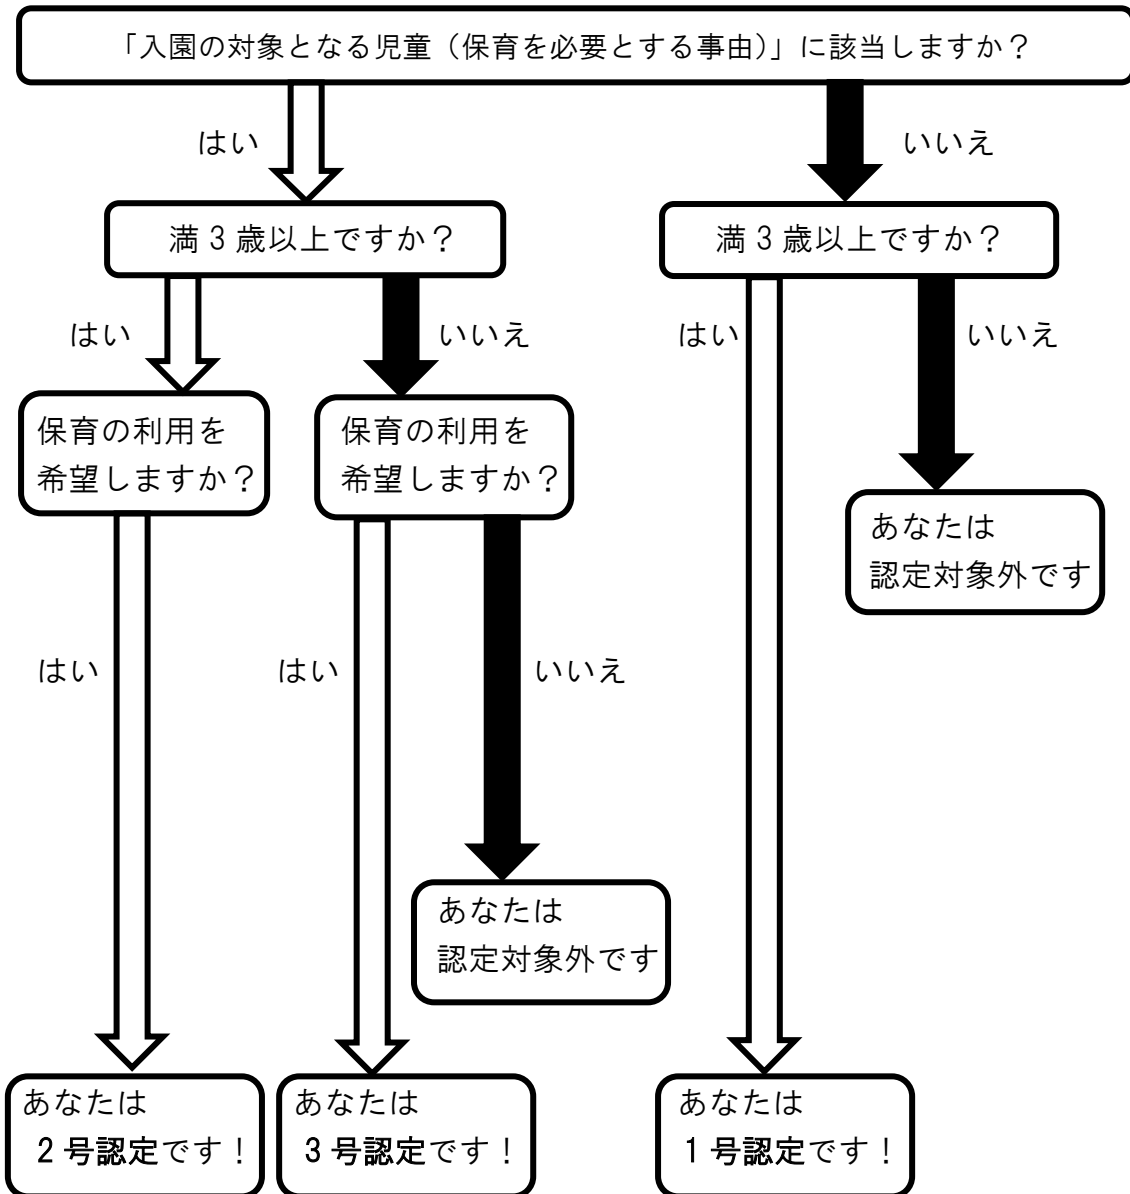 「入園の対象となる児童（保育を必要とする事由）」に該当しますか？
はい
いいえ
満３歳以上ですか？
満３歳以上ですか？
はい
いいえ
はい
いいえ
保育の利用を
希望しますか？
保育の利用を
希望しますか？
あなたは
認定対象外です
はい
はい
いいえ
あなたは
認定対象外です
あなたは
２号認定です！
あなたは
３号認定です！
あなたは
１号認定です！